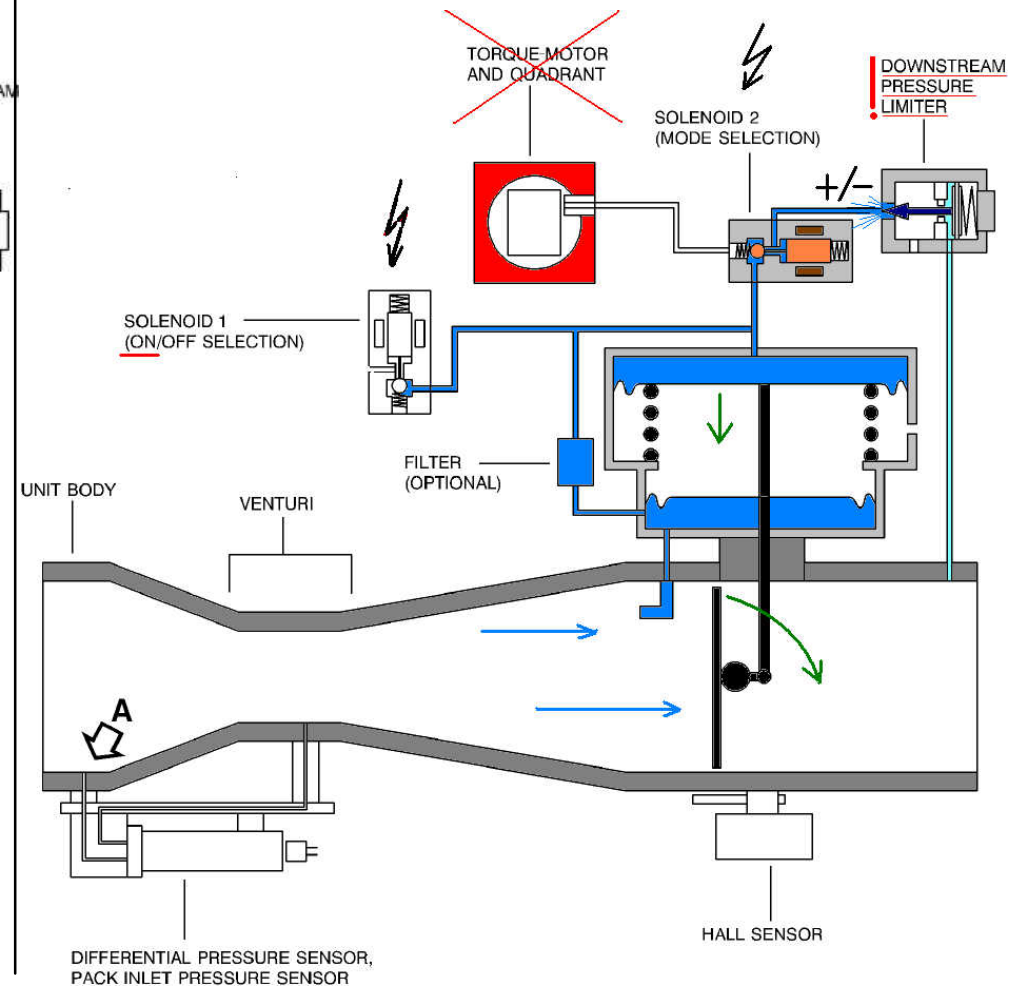 AM
TORQUE MOTOR
AND QUADRANT
SOLENOID 2
(MODE SELECTION)
! DOWNSTREAM
PRESSURE
LIMITER
+/-
SOLENOID 1
(ON/OFF SELECTION)
FILTER
(OPTIONAL)
UNIT BODY
VENTURI
A
HALL SENSOR
DIFFERENTIAL PRESSURE SENSOR,
PACK INLET PRESSURE SENSOR